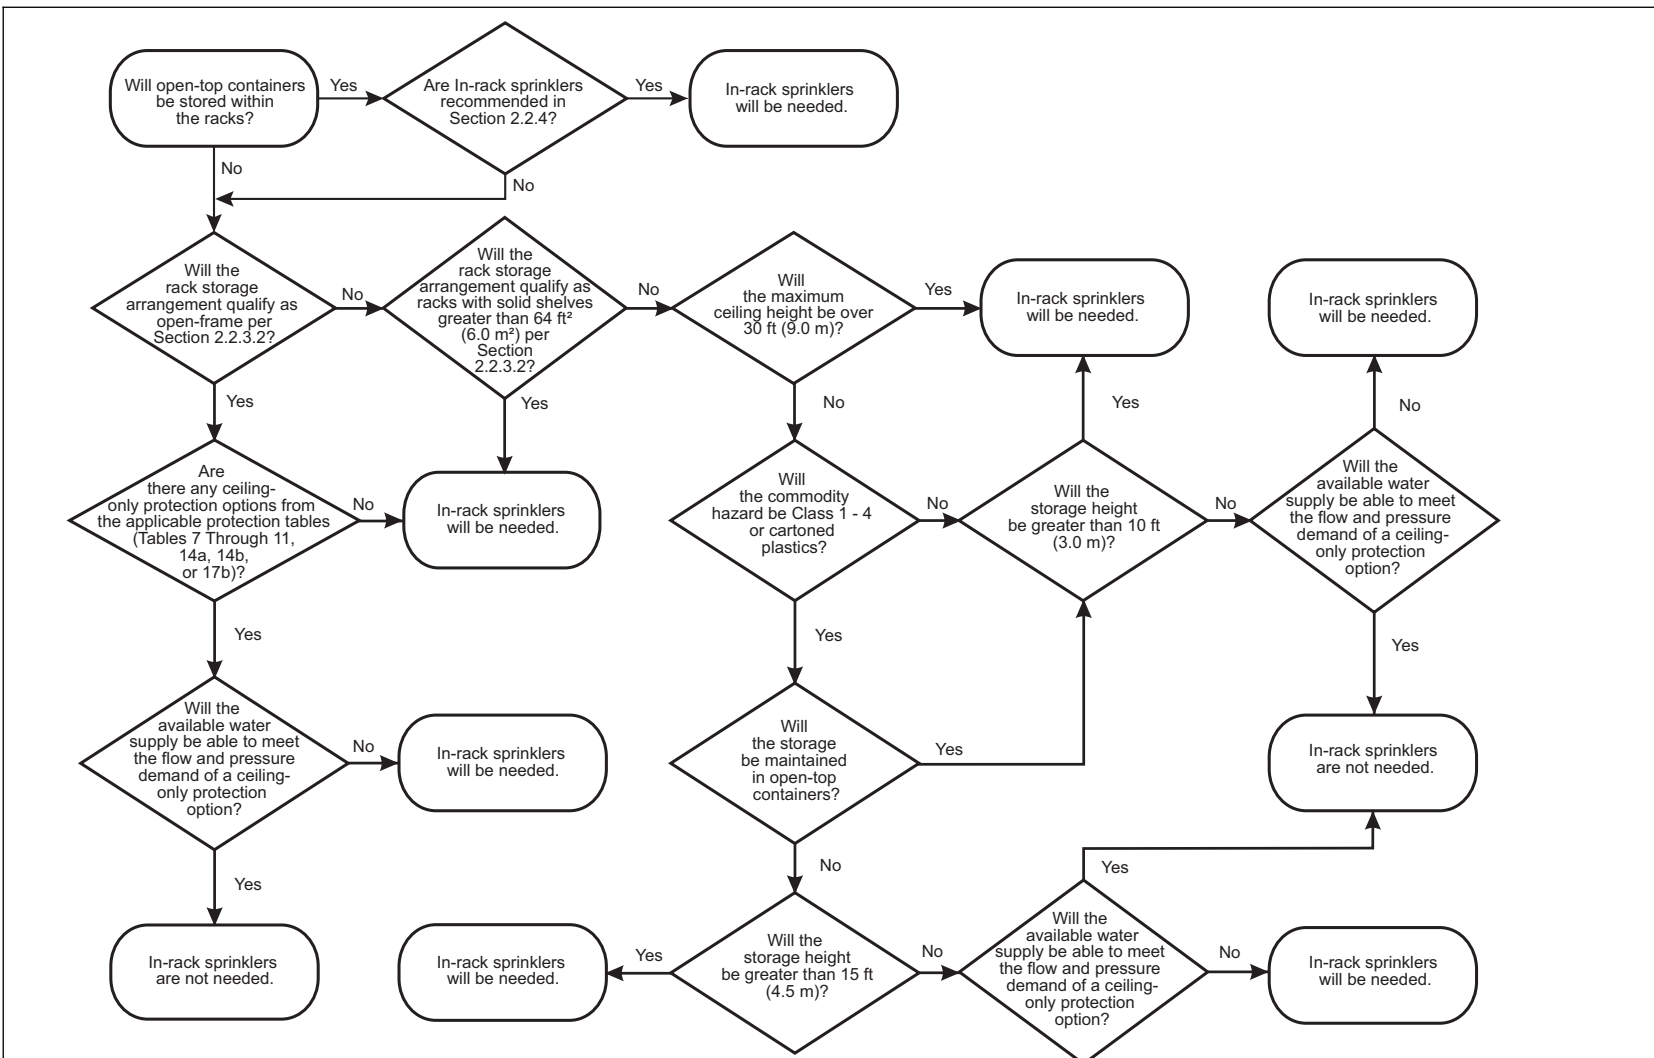 Will open-top containers
be stored within
the racks?
Yes
Are In-rack sprinklers
recommended in
Section 2.2.4?
Yes
In-rack sprinklers
will be needed.
No
No
Will the
rack storage
arrangement qualify as
open-frame per
Section 2.2.3.2?
No
Will the
rack storage
arrangement qualify as
racks with solid shelves
greater than 64 ft²
(6.0 m²) per
Section
2.2.3.2?
No
Will
the maximum
ceiling height be over
30 ft (9.0 m)?
Yes
In-rack sprinklers
will be needed.
In-rack sprinklers
will be needed.
Yes
Yes
No
Yes
No
Are
there any ceiling-
only protection options from
the applicable protection tables
(Tables 7 Through 11,
14a, 14b,
or 17b)?
No
In-rack sprinklers
will be needed.
Will
the commodity
hazard be Class 1 - 4
or cartoned
plastics?
No
Will the
storage height
be greater than 10 ft
(3.0 m)?
No
Will the
available water
supply be able to meet
the flow and pressure
demand of a ceiling-
only protection
option?
Yes
Yes
Yes
Will the
available water
supply be able to meet
the flow and pressure
demand of a ceiling-
only protection
option?
No
In-rack sprinklers
will be needed.
Will
the storage
be maintained
in open-top
containers?
Yes
In-rack sprinklers
are not needed.
Yes
No
Yes
In-rack sprinklers
are not needed.
In-rack sprinklers
will be needed.
Yes
Will the
storage height
be greater than 15 ft
(4.5 m)?
No
Will the
available water
supply be able to meet
the flow and pressure
demand of a ceiling-
only protection
option?
No
In-rack sprinklers
will be needed.